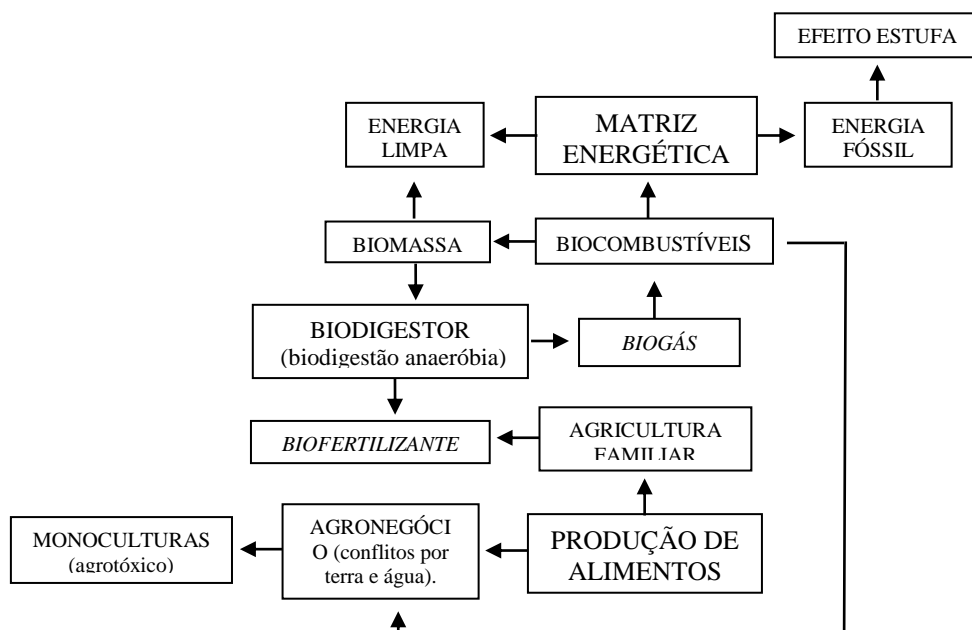 EFEITO ESTUFA
ENERGIA
LIMPA
MATRIZ
ENERGÉTICA
ENERGIA
FÓSSIL
BIOMASSA
BIOCOMBUSTÍVEIS
BIODIGESTOR
(biodigestão anaeróbia)
BIOGÁS
BIOFERTILIZANTE
AGRICULTURA
FAMILIAR
MONOCULTURAS
(agrotóxico)
AGRONEGÓCI
O (conflitos por
terra e água).
PRODUÇÃO DE
ALIMENTOS